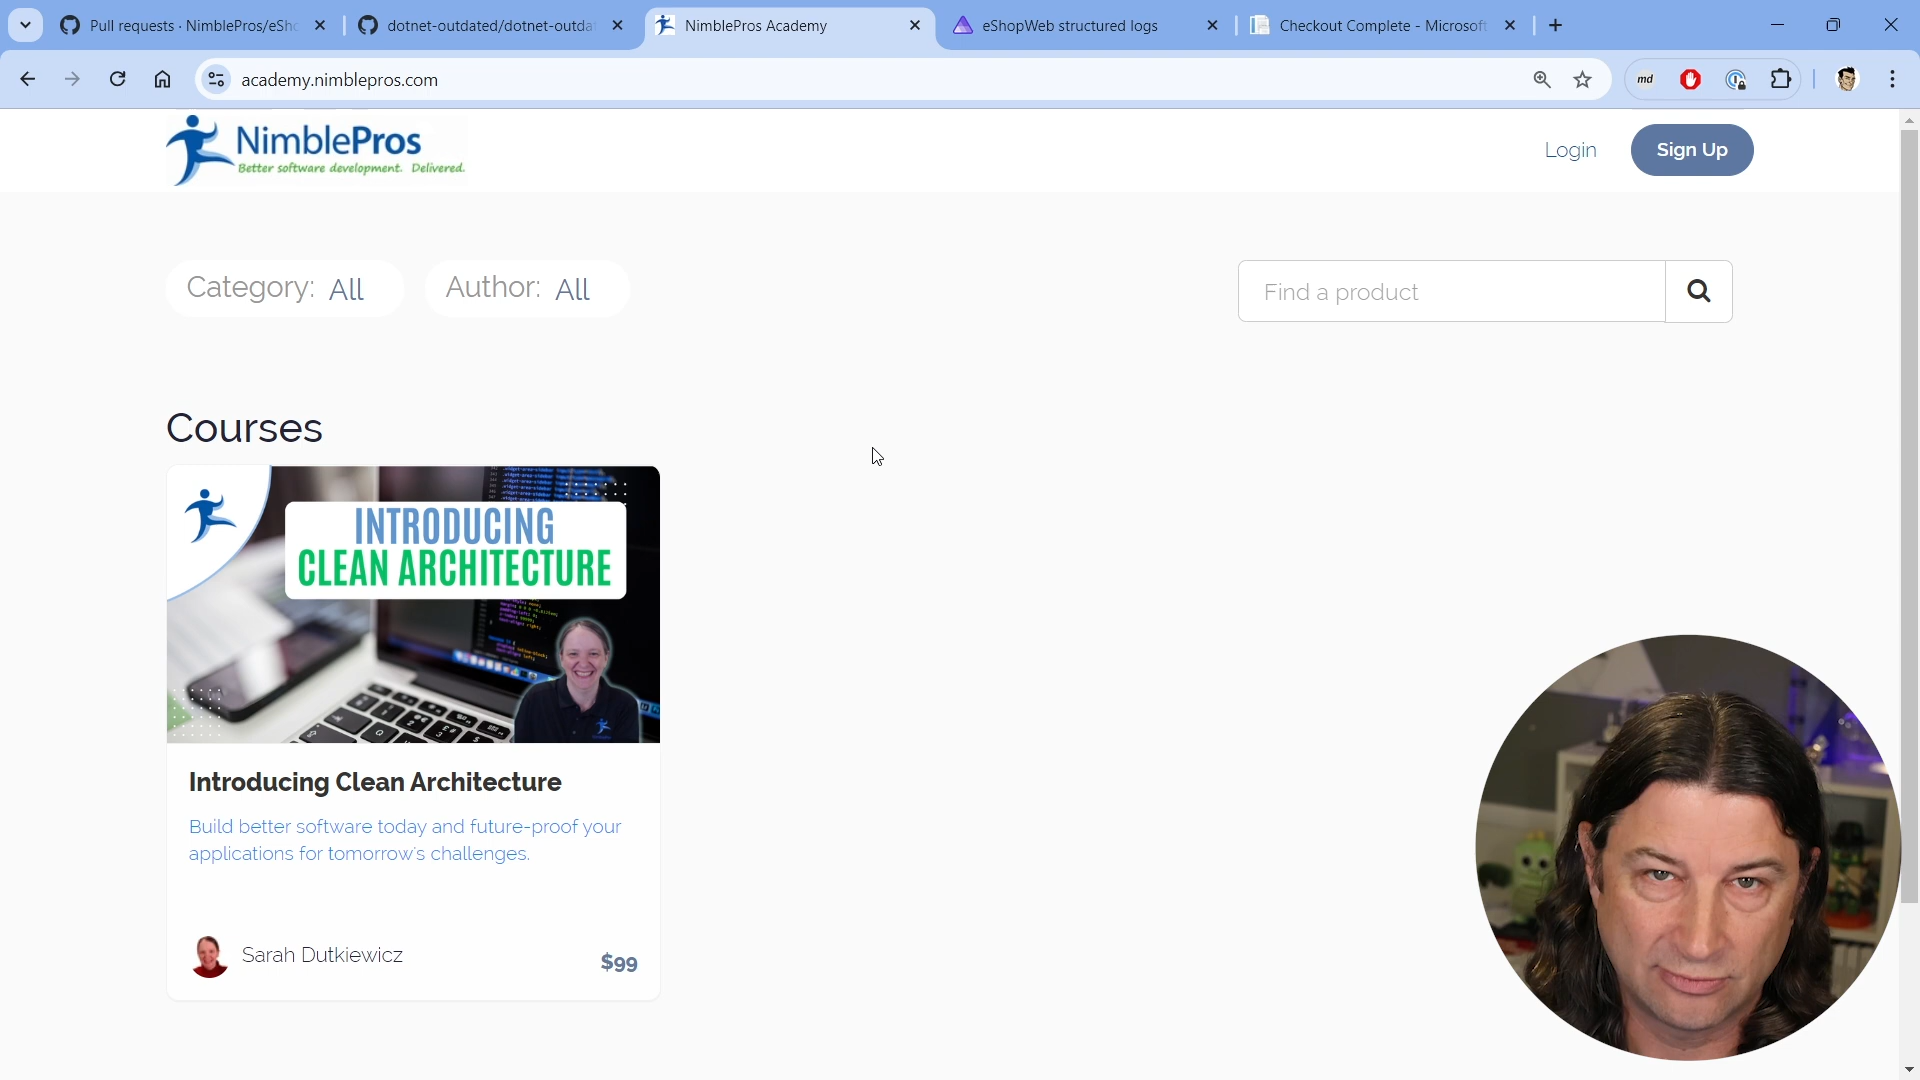 Pull requests · NimblePros/eSho
dotnet-outdated/dotnet-outda
NimblePros Academy
eShopWeb structured logs
Checkout Complete - Microsoft
academy.nimblepros.com
md
NimblePros
Better software development. Delivered.
Login
Sign Up
Category: All
Author: All
Find a product
Courses
INTRODUCING
CLEAN ARCHITECTURE
Introducing Clean Architecture
Build better software today and future-proof your
applications for tomorrow's challenges.
Sarah Dutkiewicz
$99